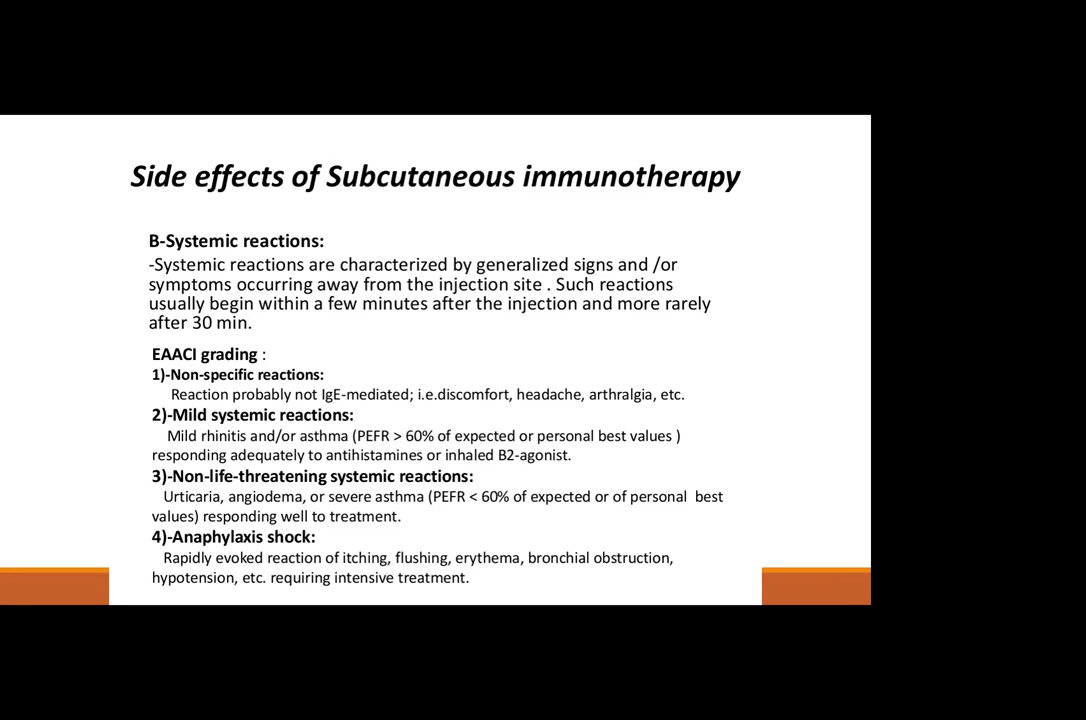 Side effects of Subcutaneous immunotherapy
B-Systemic reactions:
-Systemic reactions are characterized by generalized signs and /or
symptoms occurring away from the injection site . Such reactions
usually begin within a few minutes after the injection and more rarely
after 30 min.
EAACI grading :
1)-Non-specific reactions:
Reaction probably not IgE-mediated; i.e.discomfort, headache, arthralgia, etc.
2)-Mild systemic reactions:
Mild rhinitis and/or asthma (PEFR > 60% of expected or personal best values )
responding adequately to antihistamines or inhaled B2-agonist.
3)-Non-life-threatening systemic reactions:
Urticaria, angiodema, or severe asthma (PEFR < 60% of expected or of personal best
values) responding well to treatment.
4)-Anaphylaxis shock:
Rapidly evoked reaction of itching, flushing, erythema, bronchial obstruction,
hypotension, etc. requiring intensive treatment.